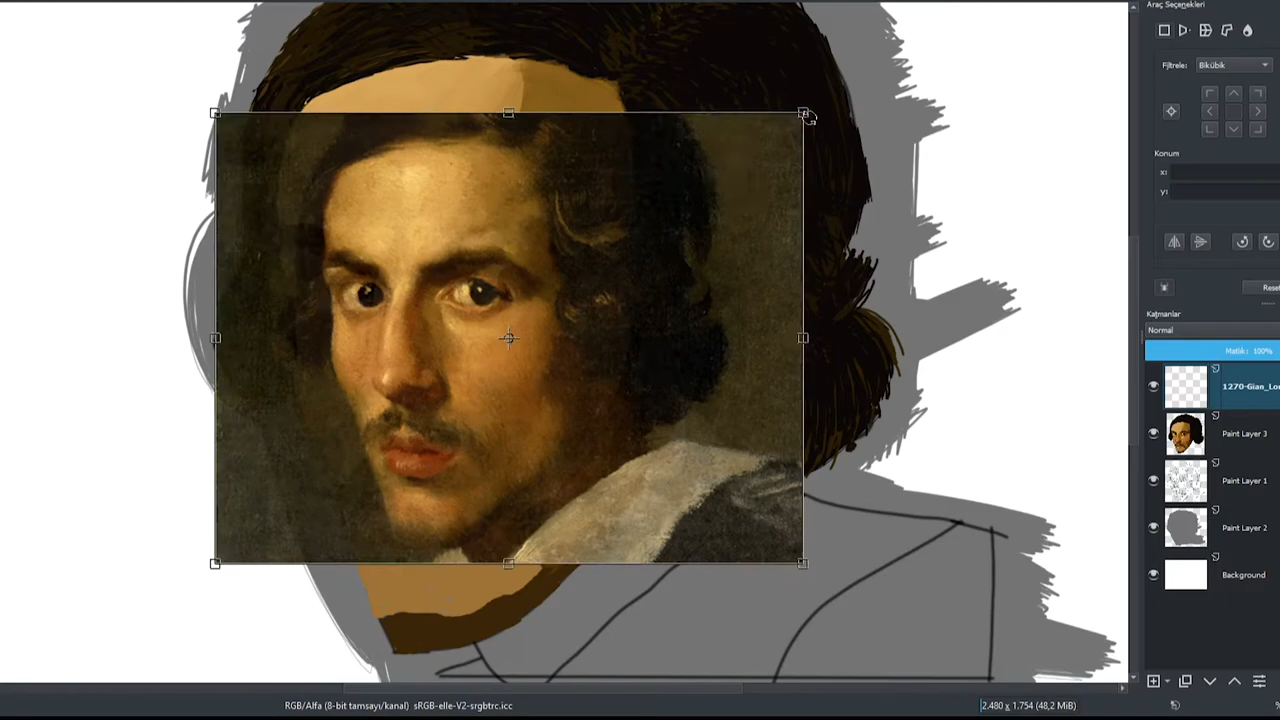 Araç Seçenekleri
Filtrele: Bikübik
Konum
x:
y:
Reset
Katmanlar
Normal
Matlık: 100%
1270-Gian_Lor
Paint Layer 3
Paint Layer 1
Paint Layer 2
Background
RGB/Alfa (8-bit tamsayı/kanal) sRGB-elle-V2-srgbtrc.icc
2.480 x 1.754 (48,2 MiB)